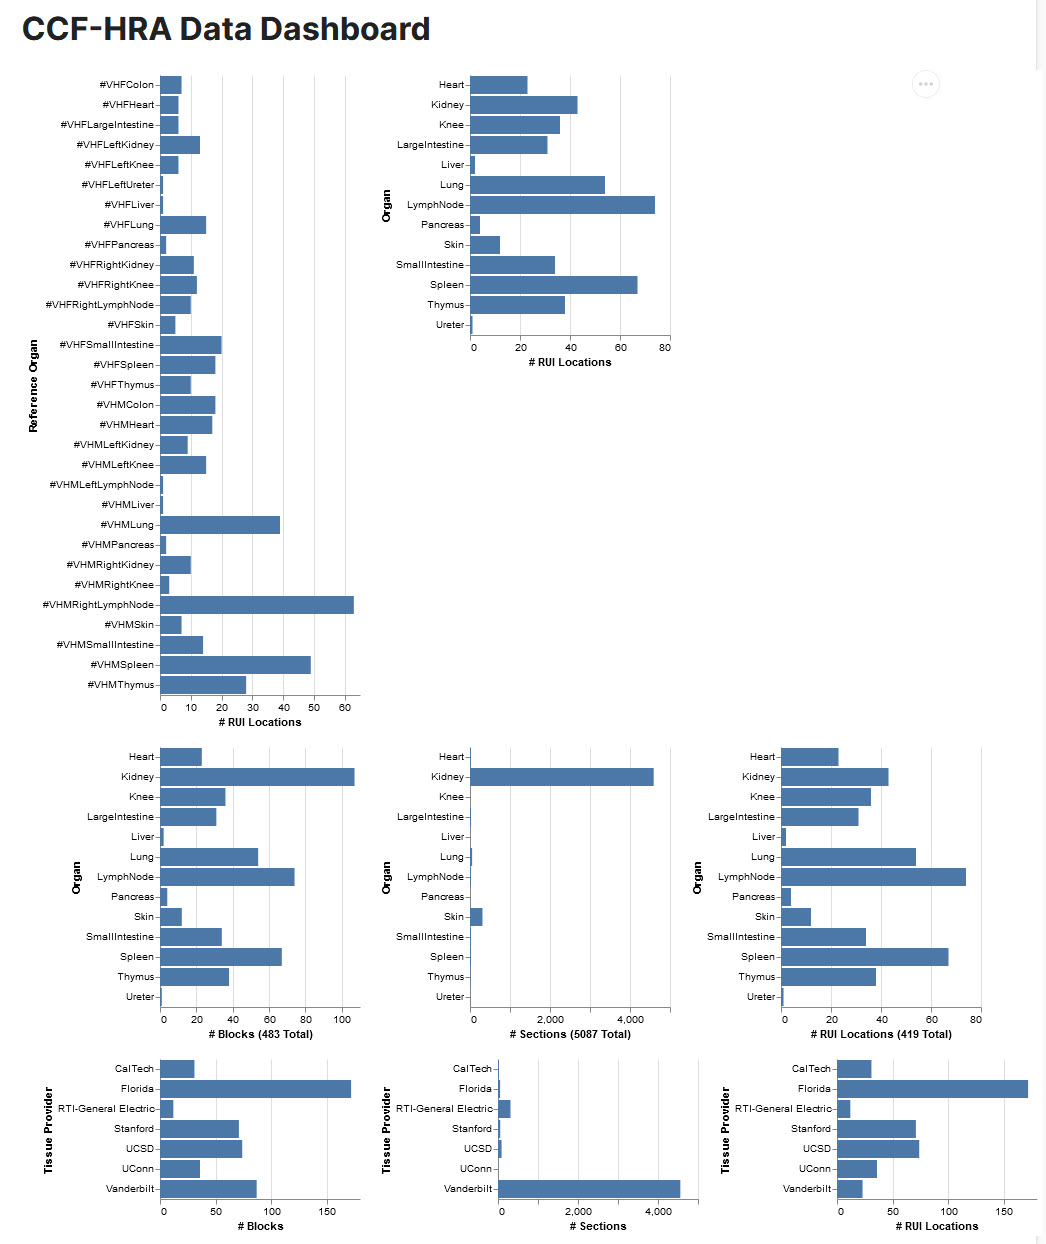 CCF-HRA Data Dashboard
Reference Organ
#VHFColon
#VHFHeart
#VHFLargeIntestine
#VHFLeftKidney
#VHFLeftKnee
#VHFLeftUreter
#VHFLiver
#VHFLung
#VHFPancreas
#VHFRightKidney
#VHFRightKnee
#VHFRightLymphNode
#VHFSkin
#VHFSmallIntestine
#VHFSpleen
#VHFThymus
#VHMColon
#VHMHeart
#VHMLeftKidney
#VHMLeftKnee
#VHMLeftLymphNode
#VHMLiver
#VHMLung
#VHMPancreas
#VHMRightKidney
#VHMRightKnee
#VHMRightLymphNode
#VHMSkin
#VHMSmallIntestine
#VHMSpleen
#VHMThymus
0 10 20 30 40 50 60
# RUI Locations
Organ
Heart
Kidney
Knee
LargeIntestine
Liver
Lung
LymphNode
Pancreas
Skin
SmallIntestine
Spleen
Thymus
Ureter
0 20 40 60 80
# RUI Locations
Organ
Heart
Kidney
Knee
LargeIntestine
Liver
Lung
LymphNode
Pancreas
Skin
SmallIntestine
Spleen
Thymus
Ureter
0 20 40 60 80 100
# Blocks (483 Total)
Organ
Heart
Kidney
Knee
LargeIntestine
Liver
Lung
LymphNode
Pancreas
Skin
SmallIntestine
Spleen
Thymus
Ureter
0 2,000 4,000
# Sections (5087 Total)
Organ
Heart
Kidney
Knee
LargeIntestine
Liver
Lung
LymphNode
Pancreas
Skin
SmallIntestine
Spleen
Thymus
Ureter
0 20 40 60 80
# RUI Locations (419 Total)
Tissue Provider
CalTech
Florida
RTI-General Electric
Stanford
UCSD
UConn
Vanderbilt
0 50 100 150
# Blocks
Tissue Provider
CalTech
Florida
RTI-General Electric
Stanford
UCSD
UConn
Vanderbilt
0 2,000 4,000
# Sections
Tissue Provider
CalTech
Florida
RTI-General Electric
Stanford
UCSD
UConn
Vanderbilt
0 50 100 150
# RUI Locations